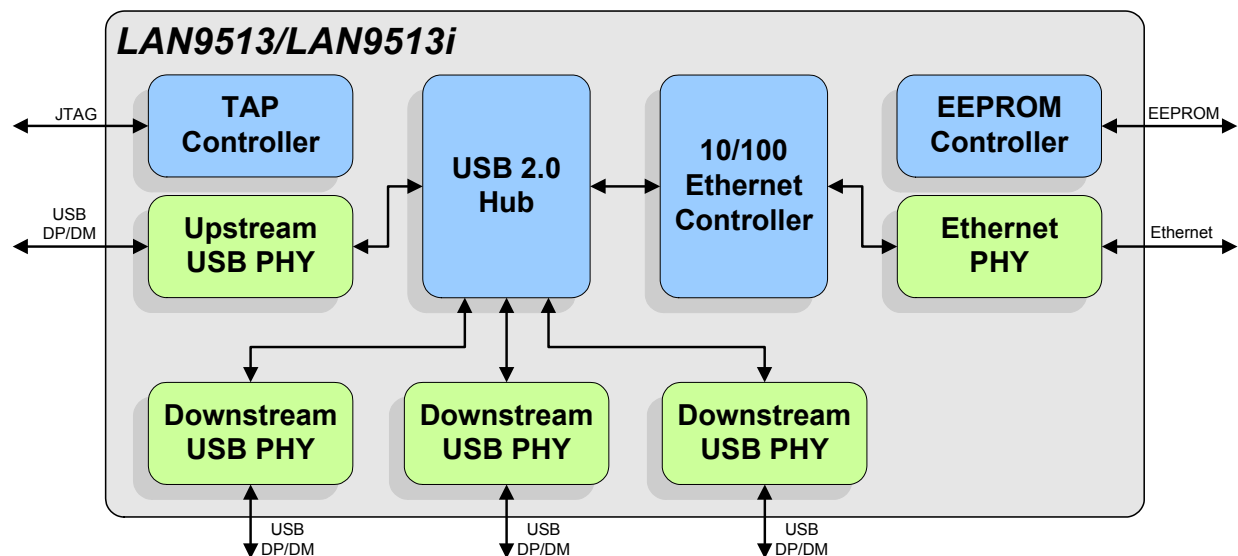 LAN9513/LAN9513i
JTAG
TAP
Controller
USB 2.0
Hub
10/100
Ethernet
Controller
EEPROM
Controller
EEPROM
USB
DP/DM
Upstream
USB PHY
Ethernet
PHY
Ethernet
Downstream
USB PHY
Downstream
USB PHY
Downstream
USB PHY
USB
DP/DM
USB
DP/DM
USB
DP/DM